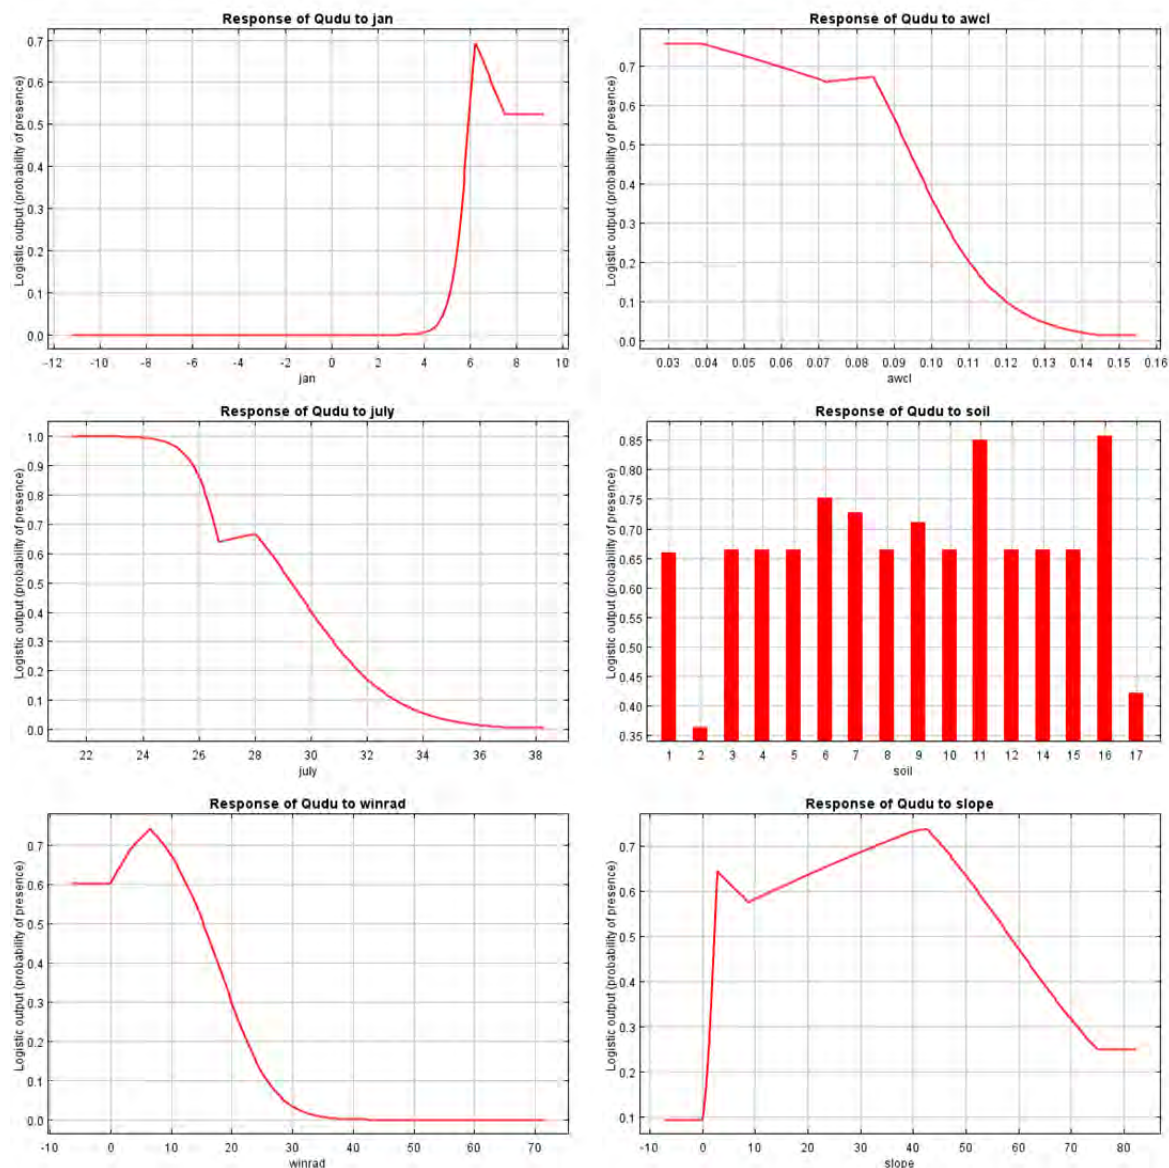 Response of Qudu to jan
Logistic output (probability of presence)
0.7
0.6
0.5
0.4
0.3
0.2
0.1
0.0
-12 -10 -8 -6 -4 -2 0 2 4 6 8 10
jan
Response of Qudu to awcl
Logistic output (probability of presence)
0.7
0.6
0.5
0.4
0.3
0.2
0.1
0.0
0.03 0.04 0.05 0.06 0.07 0.08 0.09 0.10 0.11 0.12 0.13 0.14 0.15 0.16
awcl
Response of Qudu to july
Logistic output (probability of presence)
1.0
0.9
0.8
0.7
0.6
0.5
0.4
0.3
0.2
0.1
0.0
22 24 26 28 30 32 34 36 38
july
Response of Qudu to soil
Logistic output (probability of presence)
0.85
0.80
0.75
0.70
0.65
0.60
0.55
0.50
0.45
0.40
0.35
1 2 3 4 5 6 7 8 9 10 11 12 14 15 16 17
soil
Response of Qudu to winrad
Logistic output (probability of presence)
0.7
0.6
0.5
0.4
0.3
0.2
0.1
0.0
-10 0 10 20 30 40 50 60 70
winrad
Response of Qudu to slope
Logistic output (probability of presence)
0.7
0.6
0.5
0.4
0.3
0.2
0.1
-10 0 10 20 30 40 50 60 70 80
slope